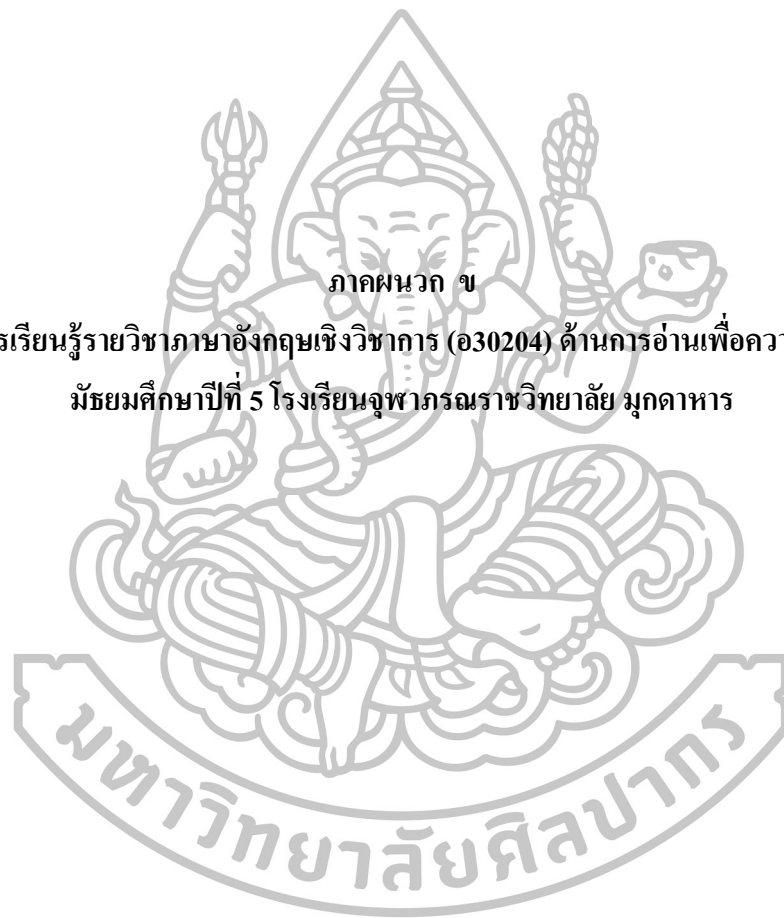 ภาคผนวก ข
รเรียนรู้รายวิชาภาษาอังกฤษเชิงวิชาการ (อ30204) ด้านการอ่านเพื่อควา
มัธยมศึกษาปีที่ 5 โรงเรียนจุฬาภรณราชวิทยาลัย มุกดาหาร
มหาวิทยาลัยศิลปากร